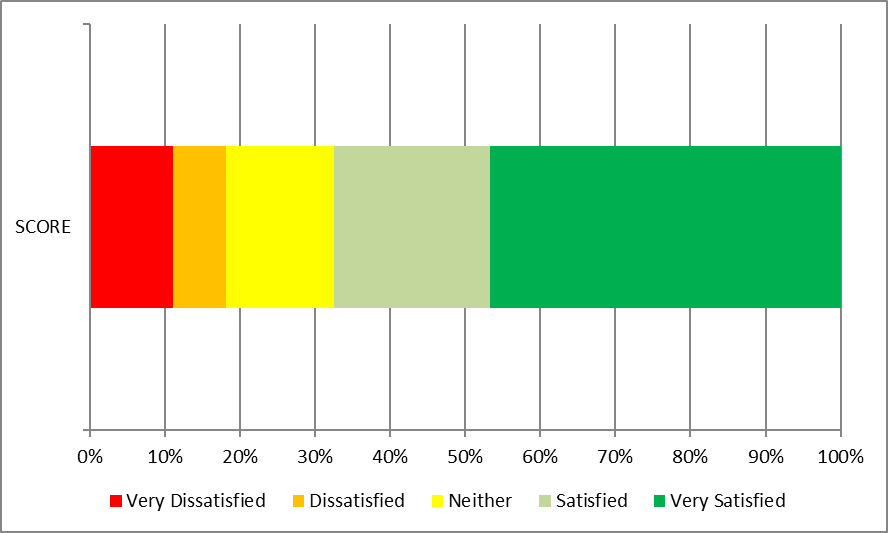 SCORE
0% 10% 20% 30% 40% 50% 60% 70% 80% 90% 100%
Very Dissatisfied Dissatisfied Neither Satisfied Very Satisfied